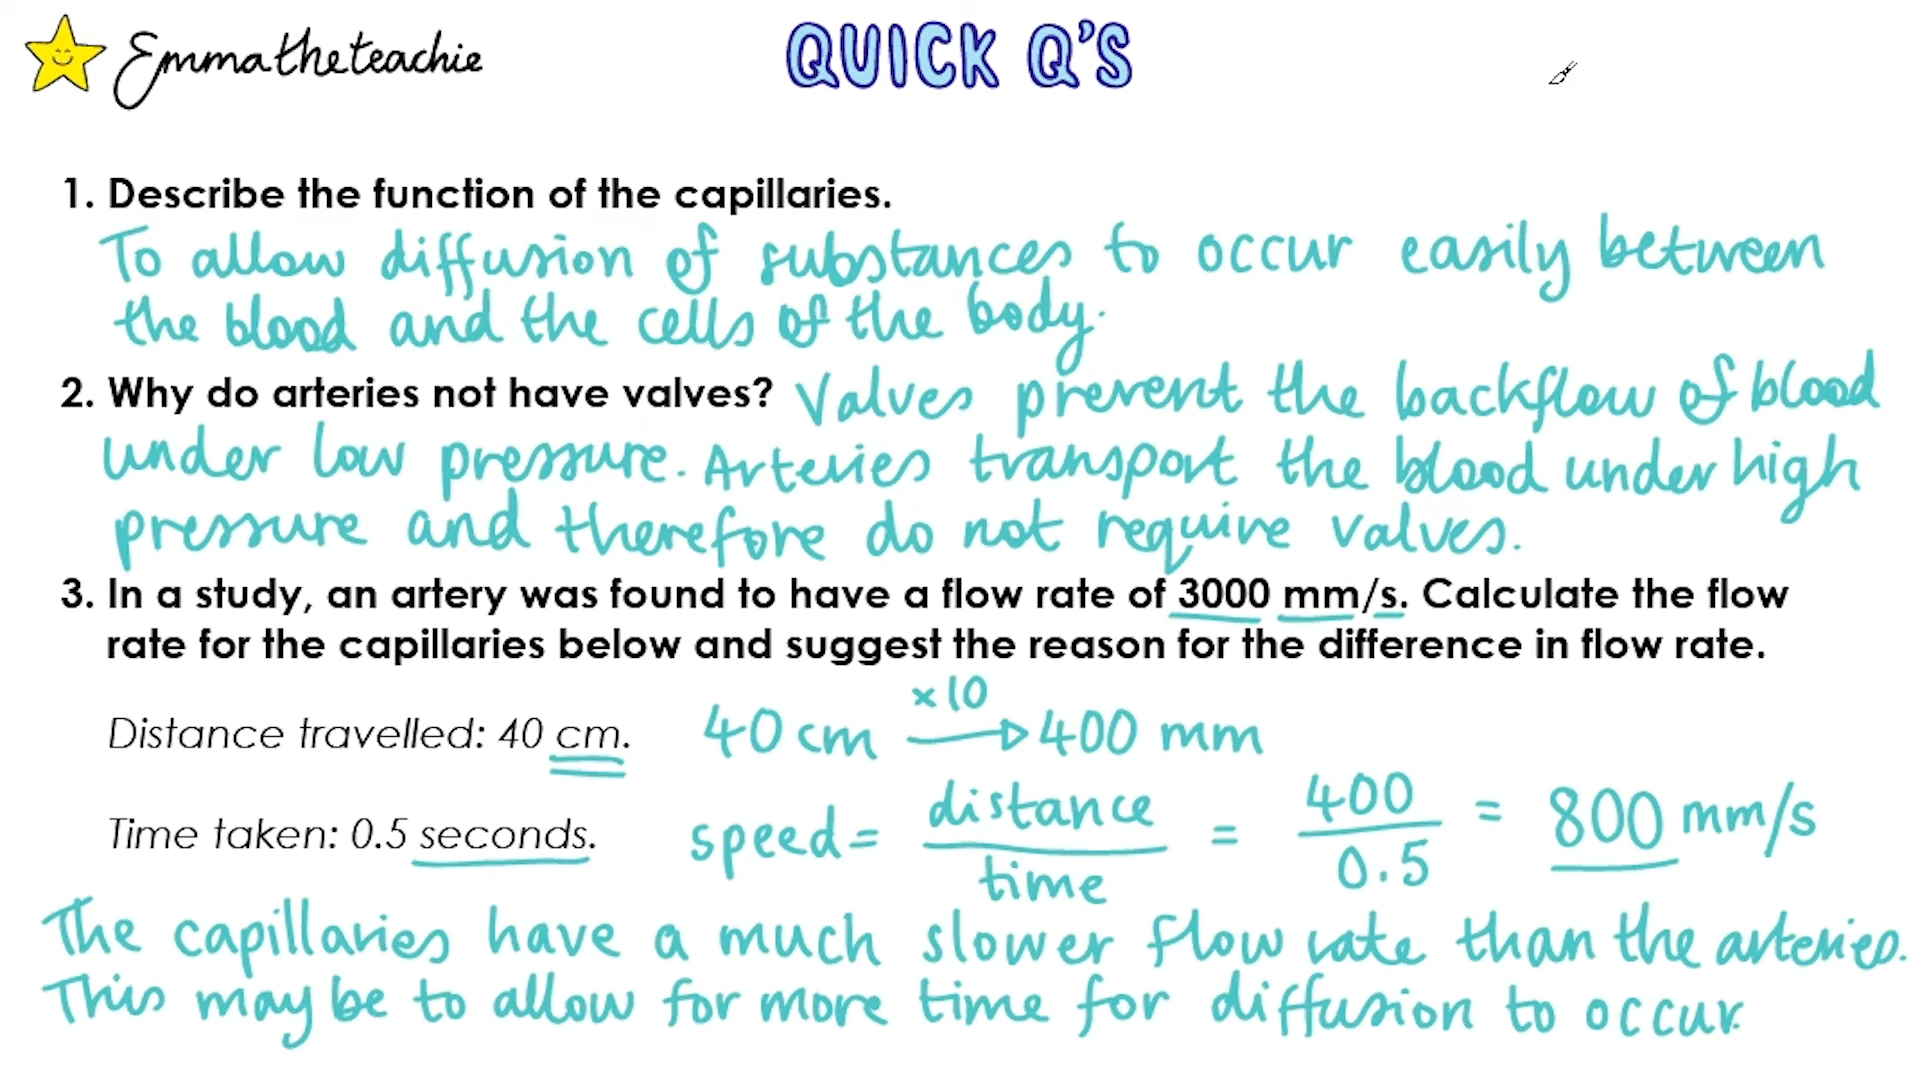 Emmatheteachie
QUICK Q'S
1. Describe the function of the capillaries.
To allow diffusion of substances to occur easily between
the blood and the cells of the body.
2. Why do arteries not have valves? Valves prevent the backflow of blood
under low pressure. Arteries transport the blood under high
pressure and therefore do not require valves.
3. In a study, an artery was found to have a flow rate of 3000 mm/s. Calculate the flow
rate for the capillaries below and suggest the reason for the difference in flow rate.
×10
Distance travelled: 40 cm. 40 cm → 400 mm
Time taken: 0.5 seconds. speed = distance / time = 400 / 0.5 = 800 mm/s
The capillaries have a much slower flow rate than the arteries.
This may be to allow for more time for diffusion to occur.